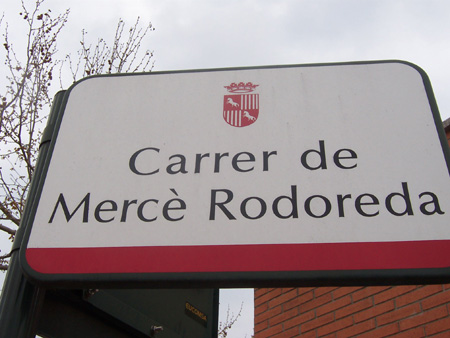 Carrer de
Mercè Rodoreda